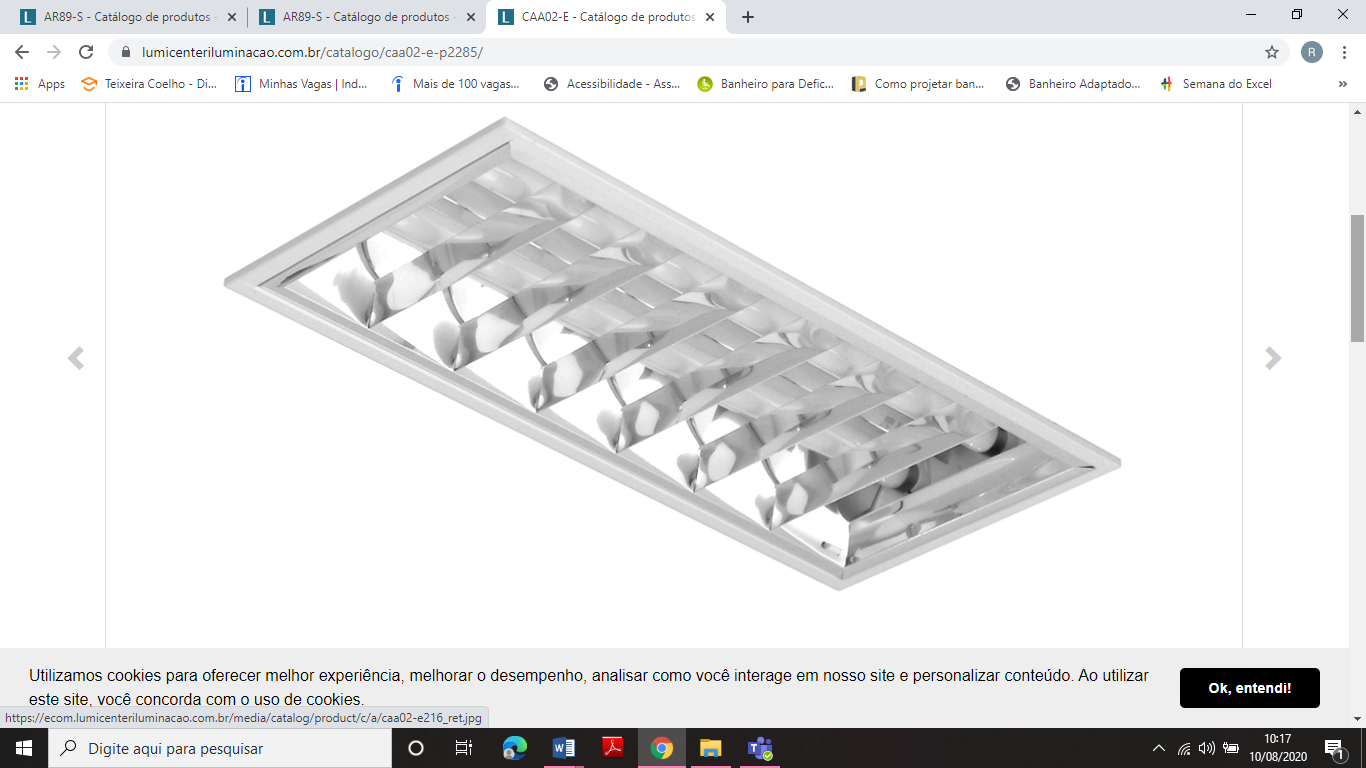 AR89-S - Catálogo de produtos -
AR89-S - Catálogo de produtos -
CAA02-E - Catálogo de produtos
lumicenteriluminacao.com.br/catalogo/caa02-e-p2285/
R
Apps
Teixeira Coelho - Di...
Minhas Vagas | Ind...
Mais de 100 vagas...
Acessibilidade - Ass...
Banheiro para Defic...
Como projetar ban...
Banheiro Adaptado...
Semana do Excel
»
Utilizamos cookies para oferecer melhor experiência, melhorar o desempenho, analisar como você interage em nosso site e personalizar conteúdo. Ao utilizar
este site, você concorda com o uso de cookies.
Ok, entendi!
https://ecom.lumicenteriluminacao.com.br/media/catalog/product/c/a/caa02-e216_ret.jpg
Digite aqui para pesquisar
10:17
10/08/2020
1